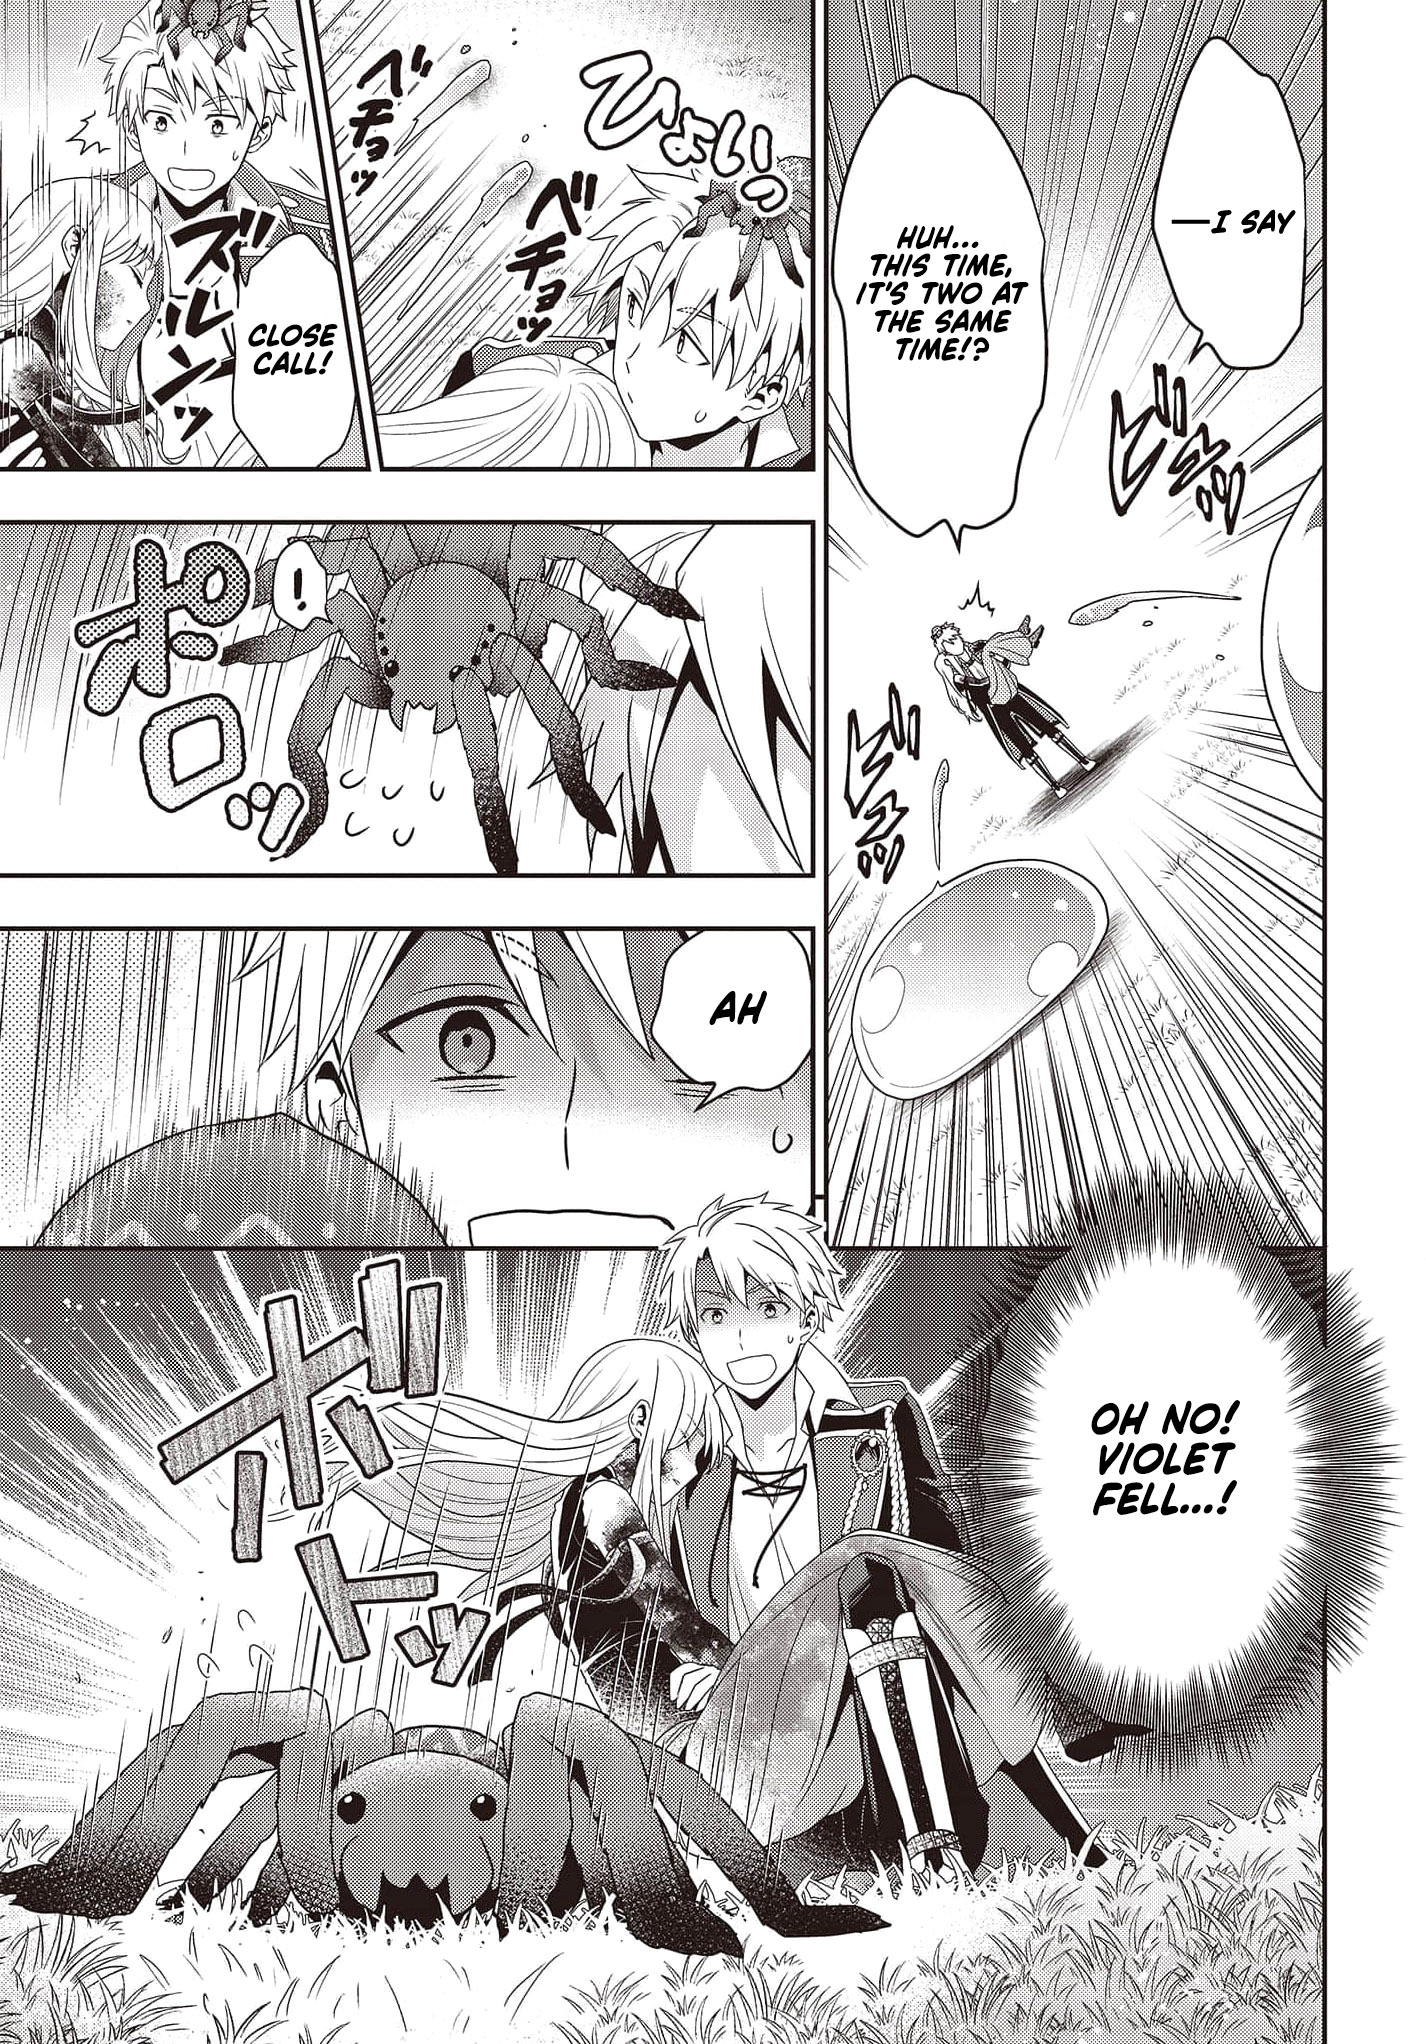 —I SAY
HUH...
THIS TIME,
IT'S TWO AT
THE SAME
TIME!?
ビュッ
ビュッ
ひょいっ
ベチョッ
ベチョッ
CLOSE
CALL!
ズルンッ
!
ポロッ
AH
OH NO!
VIOLET
FELL...!
ボトッ